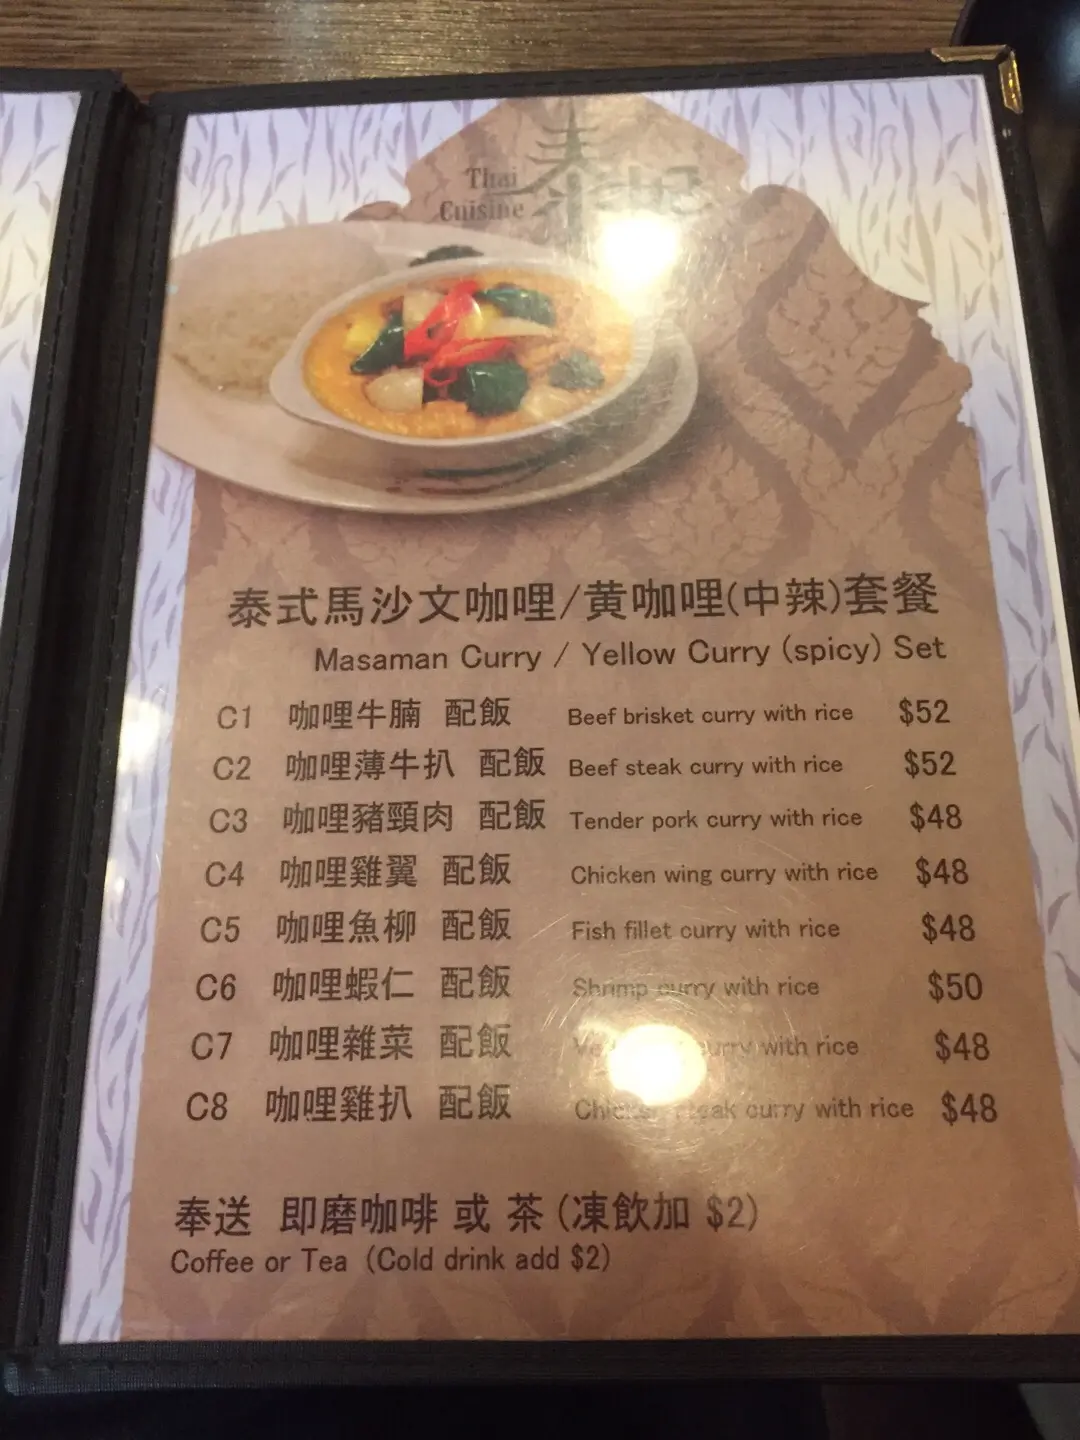 Thai
Cuisine
泰式馬沙文咖哩/黄咖哩(中辣)套餐
Masaman Curry / Yellow Curry (spicy) Set
C1 咖哩牛腩 配飯 Beef brisket curry with rice $52
C2 咖哩薄牛扒 配飯 Beef steak curry with rice $52
C3 咖哩豬頸肉 配飯 Tender pork curry with rice $48
C4 咖哩雞翼 配飯 Chicken wing curry with rice $48
C5 咖哩魚柳 配飯 Fish fillet curry with rice $48
C6 咖哩蝦仁 配飯 Shrimp curry with rice $50
C7 咖哩雜菜 配飯 curry with rice $48
C8 咖哩雞扒 配飯 Chicken steak curry with rice $48
奉送 即磨咖啡 或 茶 (凍飲加 $2)
Coffee or Tea (Cold drink add $2)